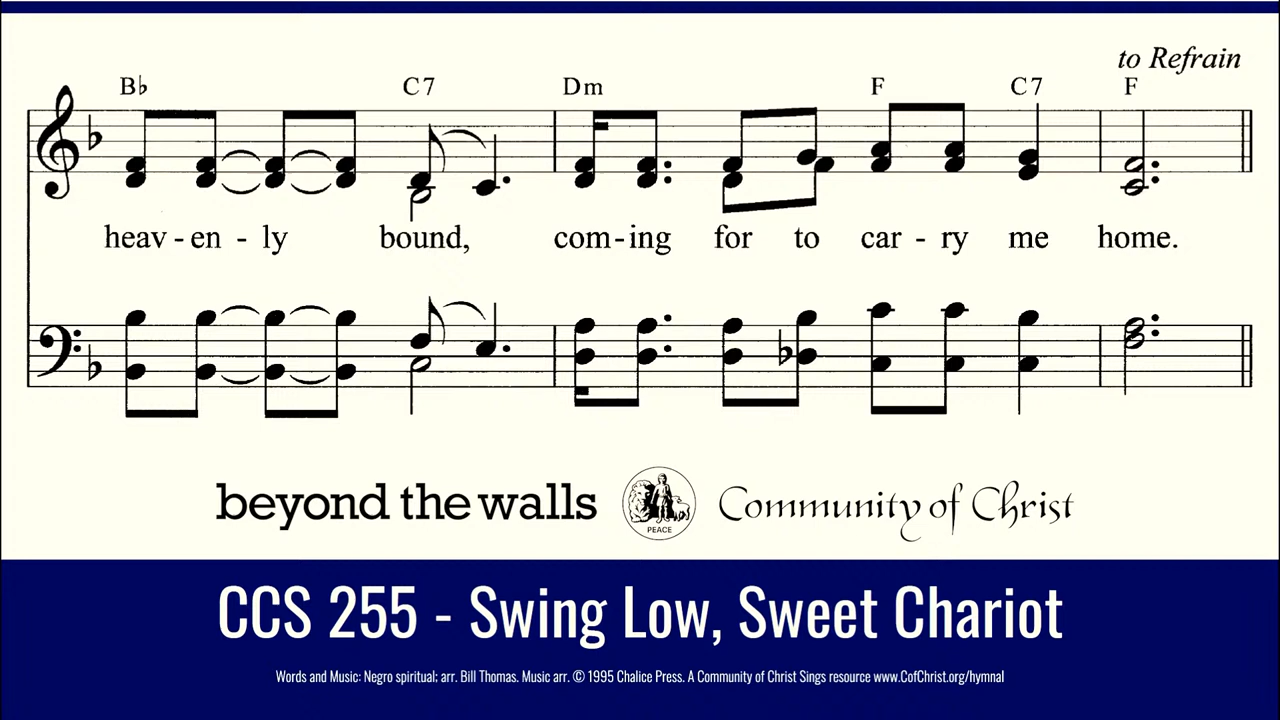 to Refrain
B♭ C7 Dm F C7 F
heav - en - ly bound, com - ing for to car - ry me home.
beyond the walls
PEACE
Community of Christ
CCS 255 - Swing Low, Sweet Chariot
Words and Music: Negro spiritual; arr. Bill Thomas. Music arr. © 1995 Chalice Press. A Community of Christ Sings resource www.CofChrist.org/hymnal